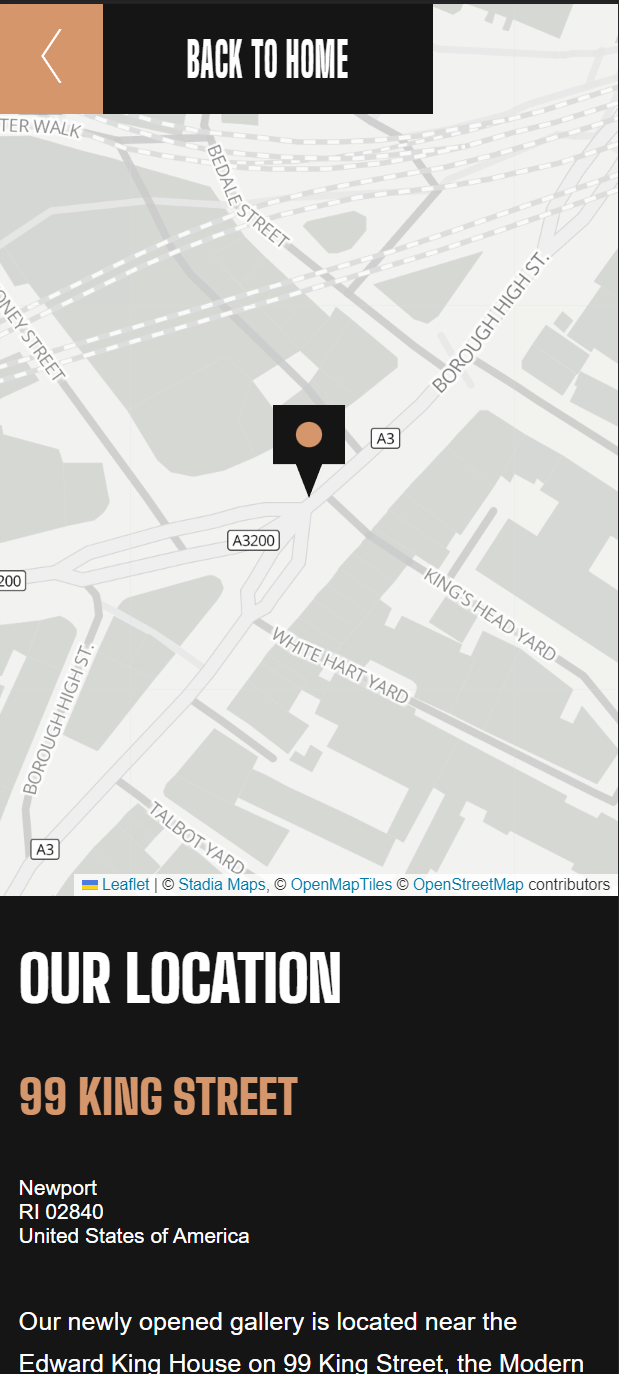 BACK TO HOME
TER WALK
BEDALE STREET
ONEY STREET
BOROUGH HIGH ST.
A3
A3200
200
KING'S HEAD YARD
WHITE HART YARD
BOROUGH HIGH ST.
TALBOT YARD
A3
Leaflet | © Stadia Maps, © OpenMapTiles © OpenStreetMap contributors
OUR LOCATION
99 KING STREET
Newport
RI 02840
United States of America
Our newly opened gallery is located near the
Edward King House on 99 King Street, the Modern